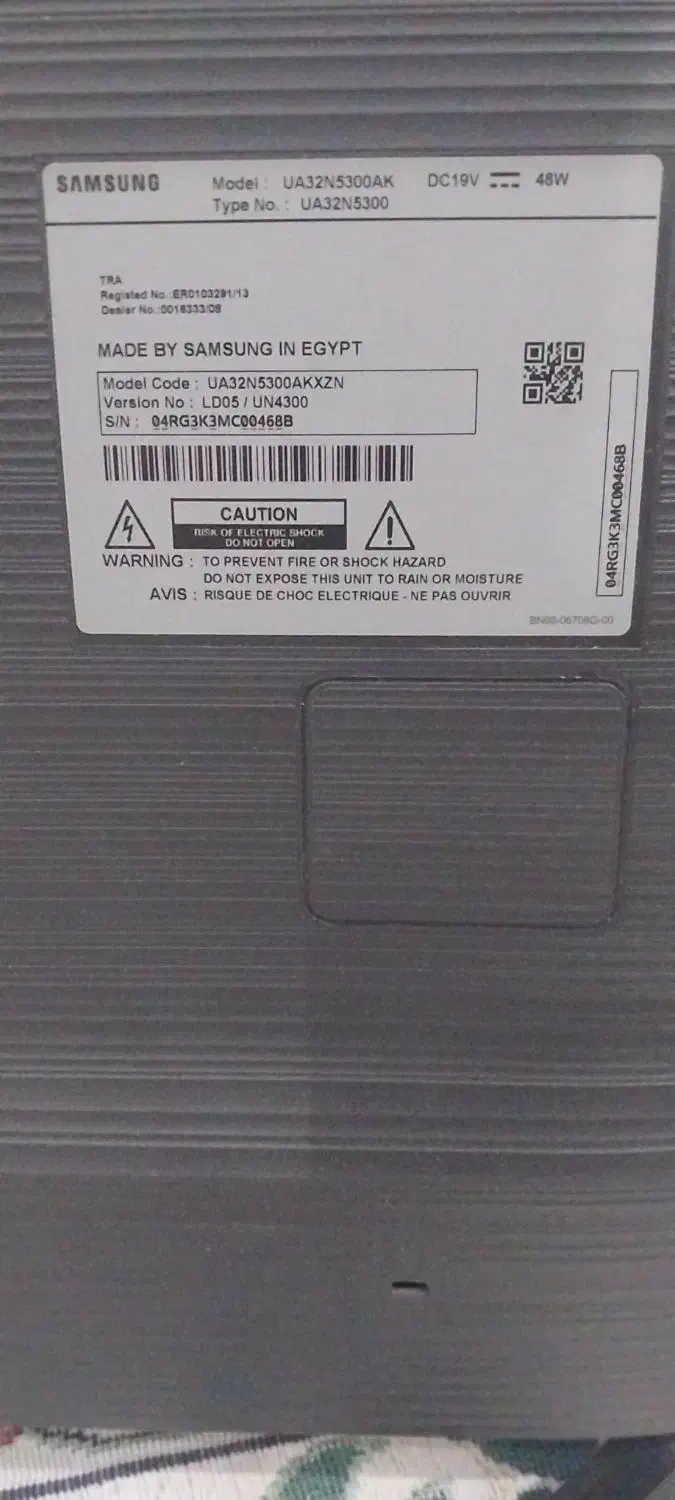 SAMSUNG Model : UA32N5300AK DC19V 48W
Type No. : UA32N5300
TRA
Registed No.:ER0103291/13
Dealer No.:0018333/08
MADE BY SAMSUNG IN EGYPT
Model Code : UA32N5300AKXZN
Version No : LD05 / UN4300
S/N : 04RG3K3MC00468B
CAUTION
RISK OF ELECTRIC SHOCK
DO NOT OPEN
WARNING : TO PREVENT FIRE OR SHOCK HAZARD
DO NOT EXPOSE THIS UNIT TO RAIN OR MOISTURE
AVIS : RISQUE DE CHOC ELECTRIQUE - NE PAS OUVRIR
04RG3K3MC00468B